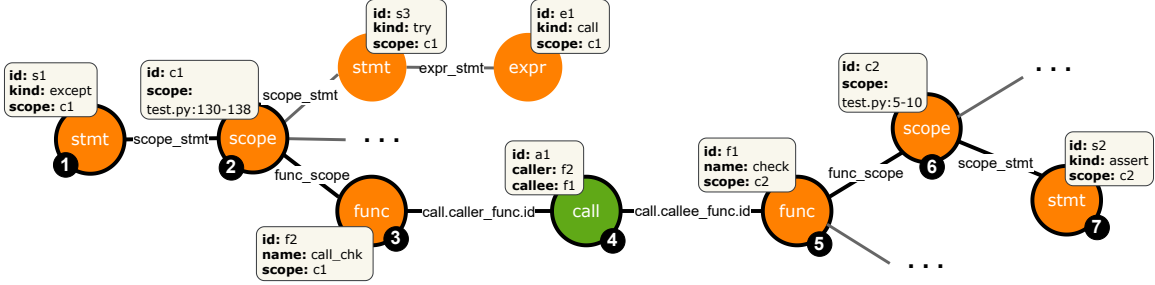 id: s3
kind: try
scope: c1
id: e1
kind: call
scope: c1
stmt
expr_stmt
expr
id: s1
kind: except
scope: c1
id: c1
scope:
test.py:130-138
scope_stmt
stmt
scope_stmt
scope
. . .
1
2
func_scope
id: f2
name: call_chk
scope: c1
func
3
call.caller_func.id
id: a1
caller: f2
callee: f1
call
4
call.callee_func.id
id: f1
name: check
scope: c2
func
5
. . .
func_scope
id: c2
scope:
test.py:5-10
scope
6
. . .
scope_stmt
id: s2
kind: assert
scope: c2
stmt
7